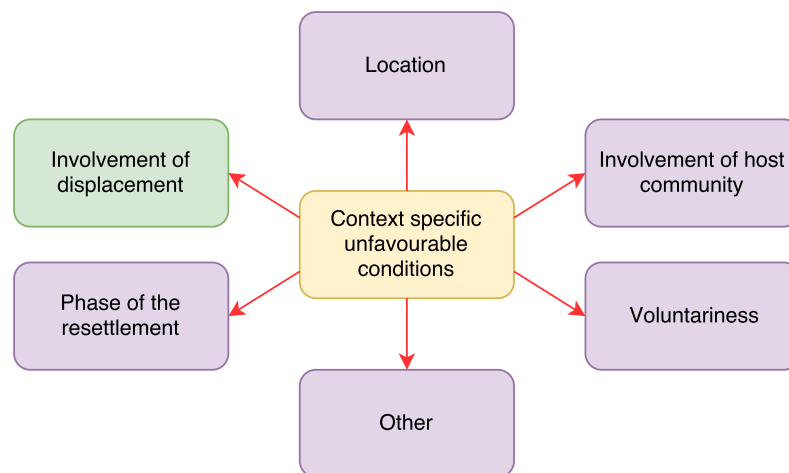 Location
Involvement of
displacement
Involvement of host
community
Context specific
unfavourable
conditions
Phase of the
resettlement
Voluntariness
Other